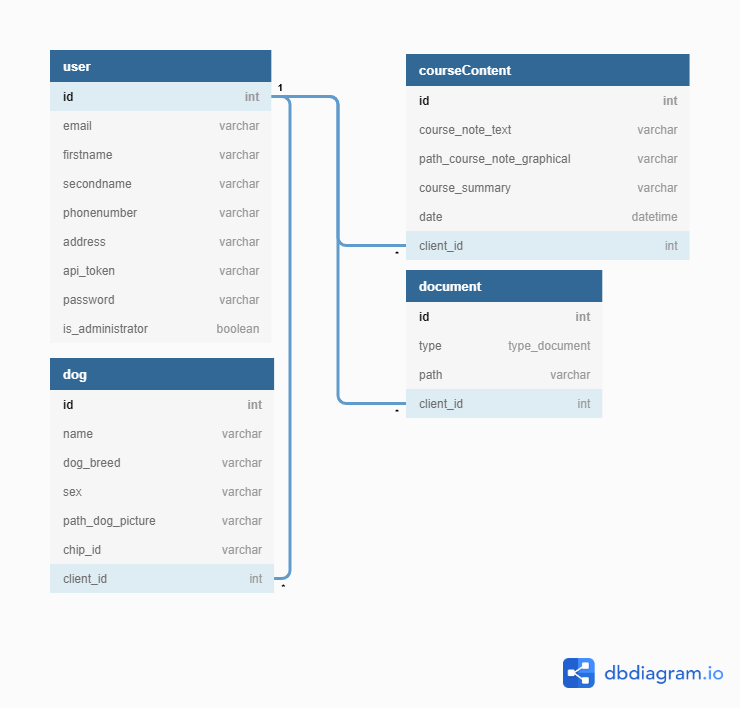 user
id int
email varchar
firstname varchar
secondname varchar
phonenumber varchar
address varchar
api_token varchar
password varchar
is_administrator boolean
1
dog
id int
name varchar
dog_breed varchar
sex varchar
path_dog_picture varchar
chip_id varchar
client_id int
*
courseContent
id int
course_note_text varchar
path_course_note_graphical varchar
course_summary varchar
date datetime
client_id int
*
document
id int
type type_document
path varchar
client_id int
*
dbdiagram.io